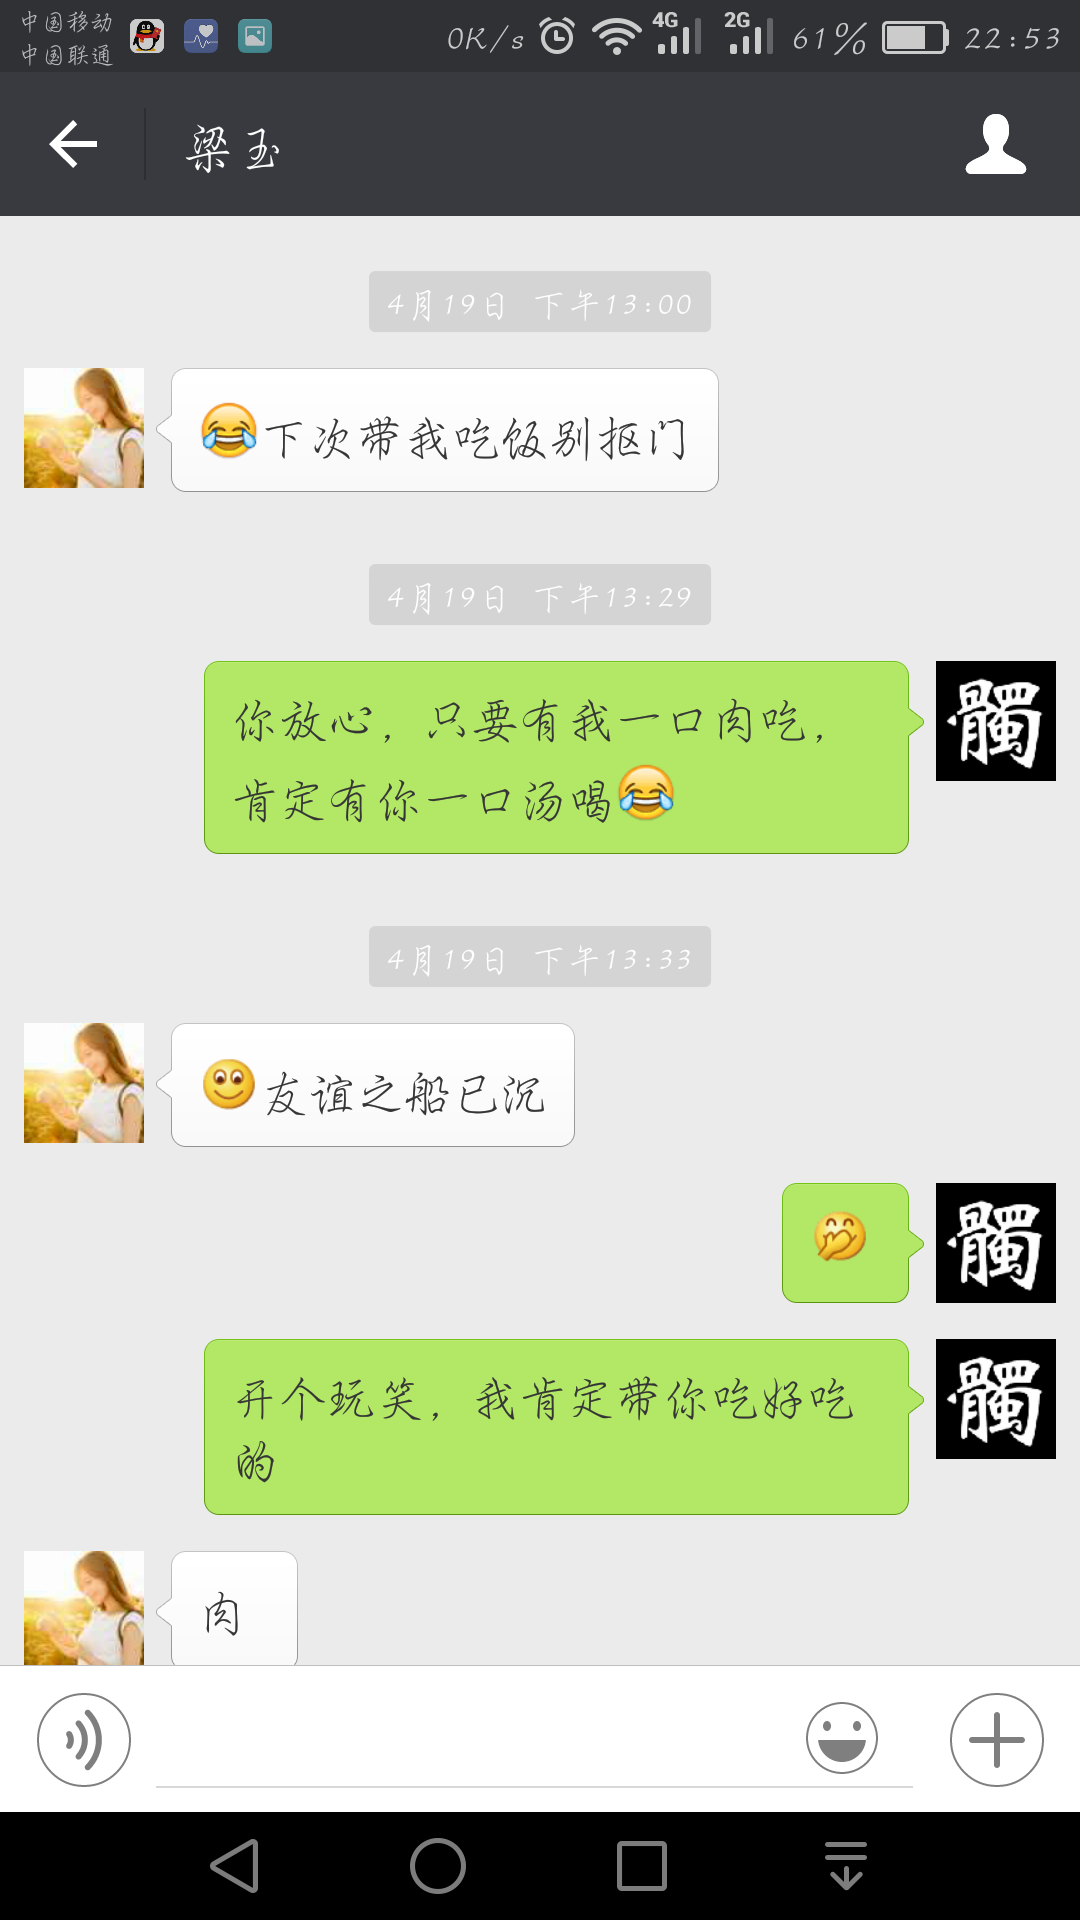 中国移动
中国联通
0K/s 4G 2G 61% 22:53
梁玉
4月19日 下午13:00
😂下次带我吃饭别抠门
4月19日 下午13:29
你放心，只要有我一口肉吃，
肯定有你一口汤喝😂
髑
4月19日 下午13:33
友谊之船已沉
髑
开个玩笑，我肯定带你吃好吃
的
髑
肉